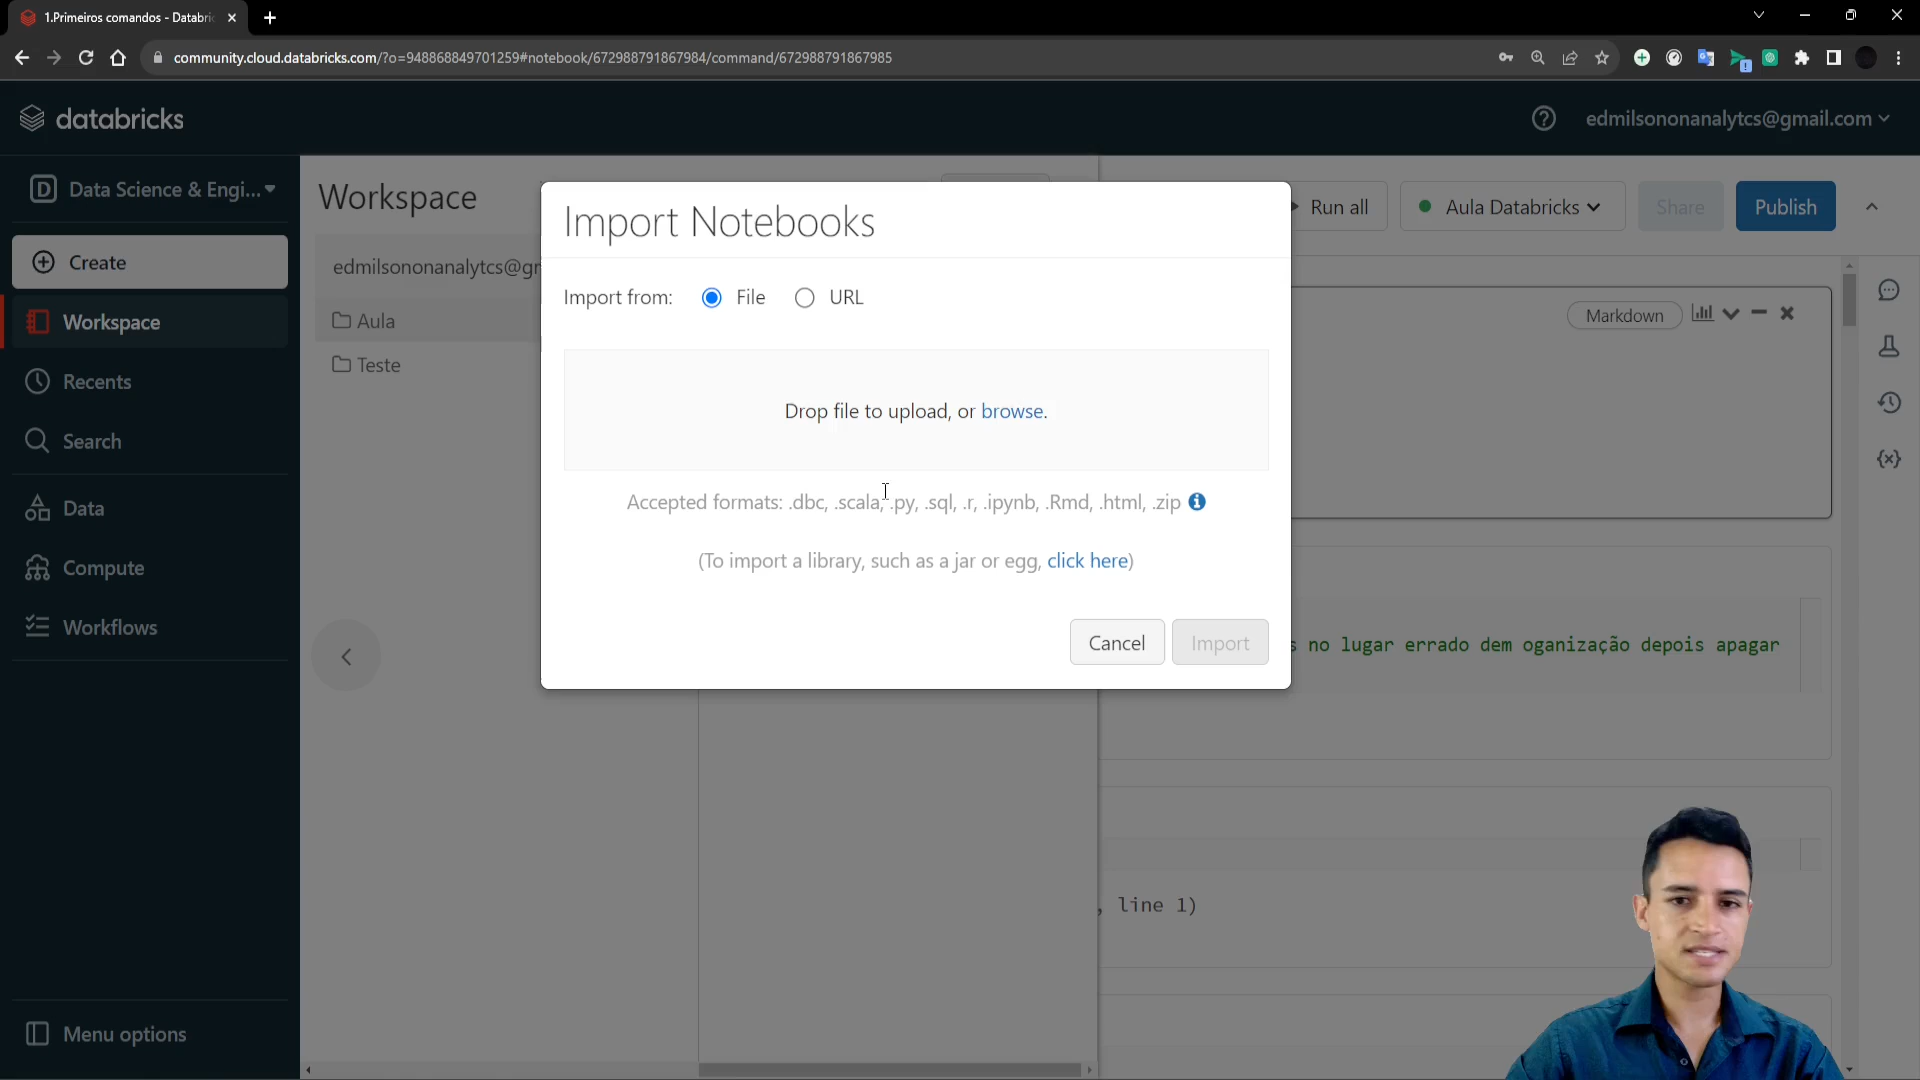 1.Primeiros comandos - Databri
community.cloud.databricks.com/?o=948868849701259#notebook/672988791867984/command/672988791867985
databricks
edmilsononanalytcs@gmail.com
D Data Science & Engi...
Create
Workspace
Recents
Search
Data
Compute
Workflows
Menu options
Workspace
edmilsononanalytcs@gr
Aula
Teste
Import Notebooks
Import from: File URL
Drop file to upload, or browse.
Accepted formats: .dbc, .scala, .py, .sql, .r, .ipynb, .Rmd, .html, .zip
(To import a library, such as a jar or egg, click here)
Cancel Import
Run all
Aula Databricks
Share
Publish
Markdown
s no lugar errado dem oganização depois apagar
, line 1)